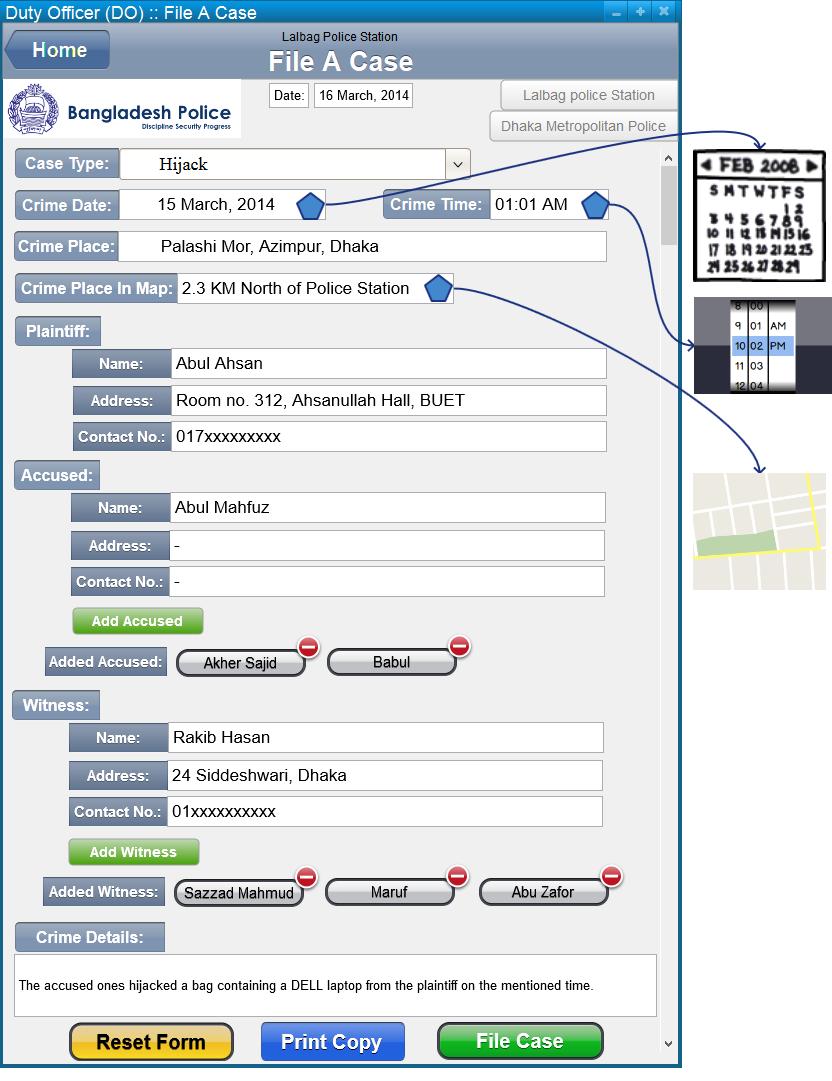 Duty Officer (DO) :: File A Case
Lalbag Police Station
Home
File A Case
Bangladesh Police
Discipline Security Progress
Date: 16 March, 2014
Lalbag police Station
Dhaka Metropolitan Police
Case Type: Hijack
Crime Date: 15 March, 2014 Crime Time: 01:01 AM
Crime Place: Palashi Mor, Azimpur, Dhaka
Crime Place In Map: 2.3 KM North of Police Station
Plaintiff:
Name: Abul Ahsan
Address: Room no. 312, Ahsanullah Hall, BUET
Contact No.: 017xxxxxxxxx
Accused:
Name: Abul Mahfuz
Address: -
Contact No.: -
Add Accused
Added Accused: Akher Sajid Babul
Witness:
Name: Rakib Hasan
Address: 24 Siddeshwari, Dhaka
Contact No.: 01xxxxxxxxxx
Add Witness
Added Witness: Sazzad Mahmud Maruf Abu Zafor
Crime Details:
The accused ones hijacked a bag containing a DELL laptop from the plaintiff on the mentioned time.
Reset Form Print Copy File Case
FEB 2008
S M T W T F S
1 2
3 4 5 6 7 8 9
10 11 12 13 14 15 16
17 18 19 20 21 22 23
24 25 26 27 28 29
8 00
9 01 AM
10 02 PM
11 03
12 04